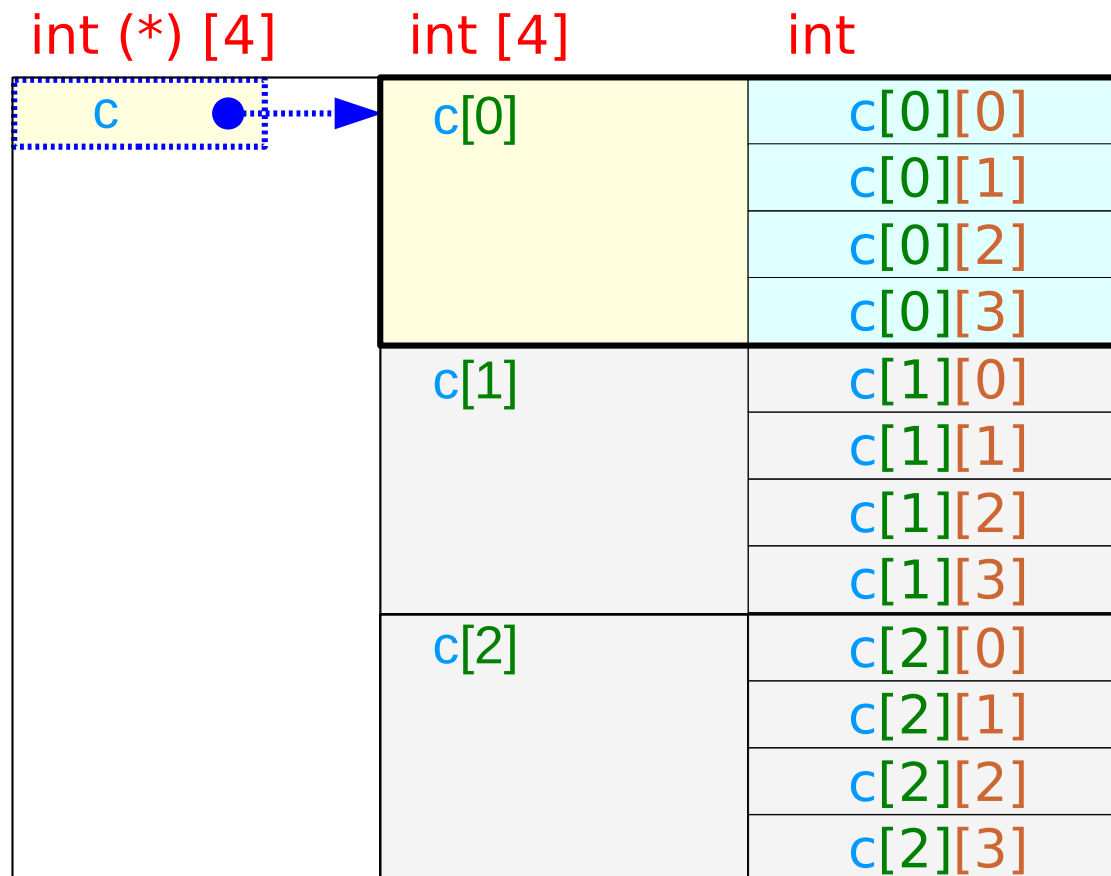 int (*) [4] int [4] int
c c[0] c[0][0]
c[0][1]
c[0][2]
c[0][3]
c[1] c[1][0]
c[1][1]
c[1][2]
c[1][3]
c[2] c[2][0]
c[2][1]
c[2][2]
c[2][3]